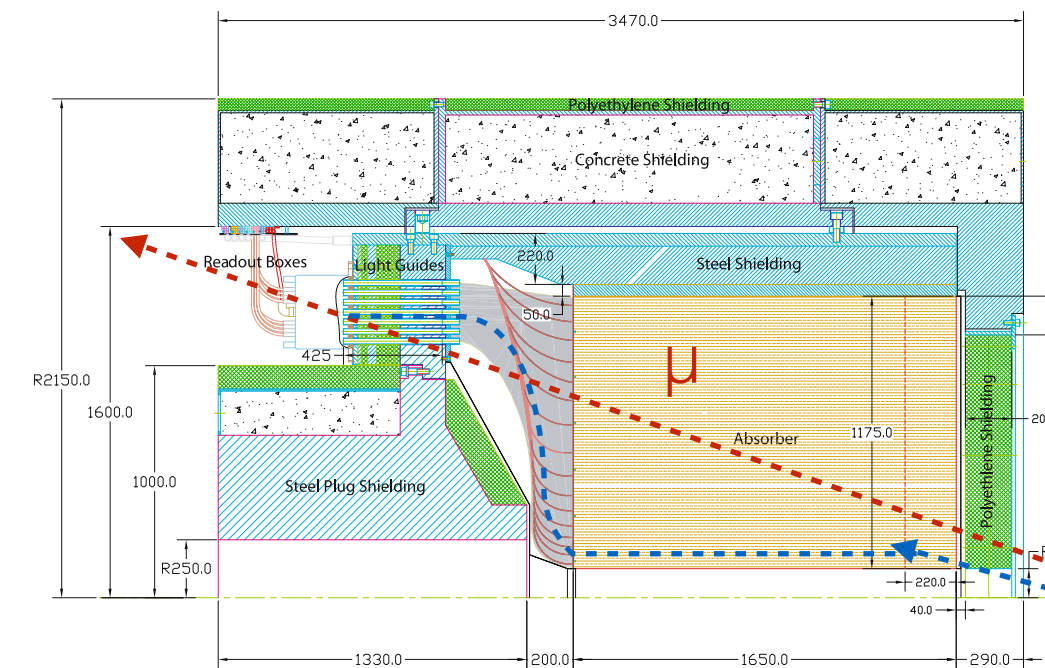 3470.0
Polyethylene Shielding
Concrete Shielding
Readout Boxes
Light Guides
220.0
Steel Shielding
50.0
μ
425
R2150.0
1600.0
1175.0
Absorber
20
Polyethlene Shielding
1000.0
Steel Plug Shielding
R250.0
R
220.0
40.0
1330.0
200.0
1650.0
290.0